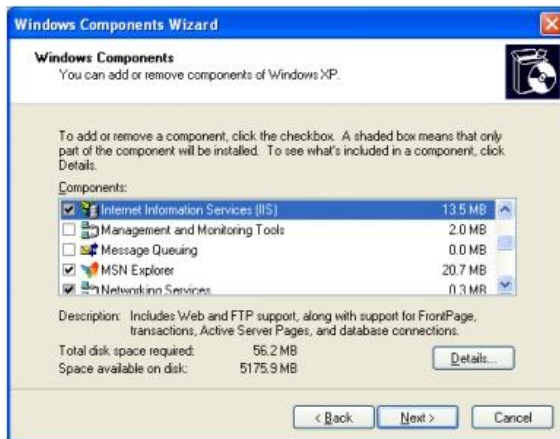 Windows Components Wizard
Windows Components
You can add or remove components of Windows XP.
To add or remove a component, click the checkbox. A shaded box means that only
part of the component will be installed. To see what's included in a component, click
Details.
Components:
Internet Information Services (IIS) 13.5 MB
Management and Monitoring Tools 2.0 MB
Message Queuing 0.0 MB
MSN Explorer 20.7 MB
Networking Services 0.3 MB
Description: Includes Web and FTP support, along with support for FrontPage,
transactions, Active Server Pages, and database connections.
Total disk space required: 56.2 MB
Space available on disk: 5175.9 MB
Details...
< Back Next > Cancel